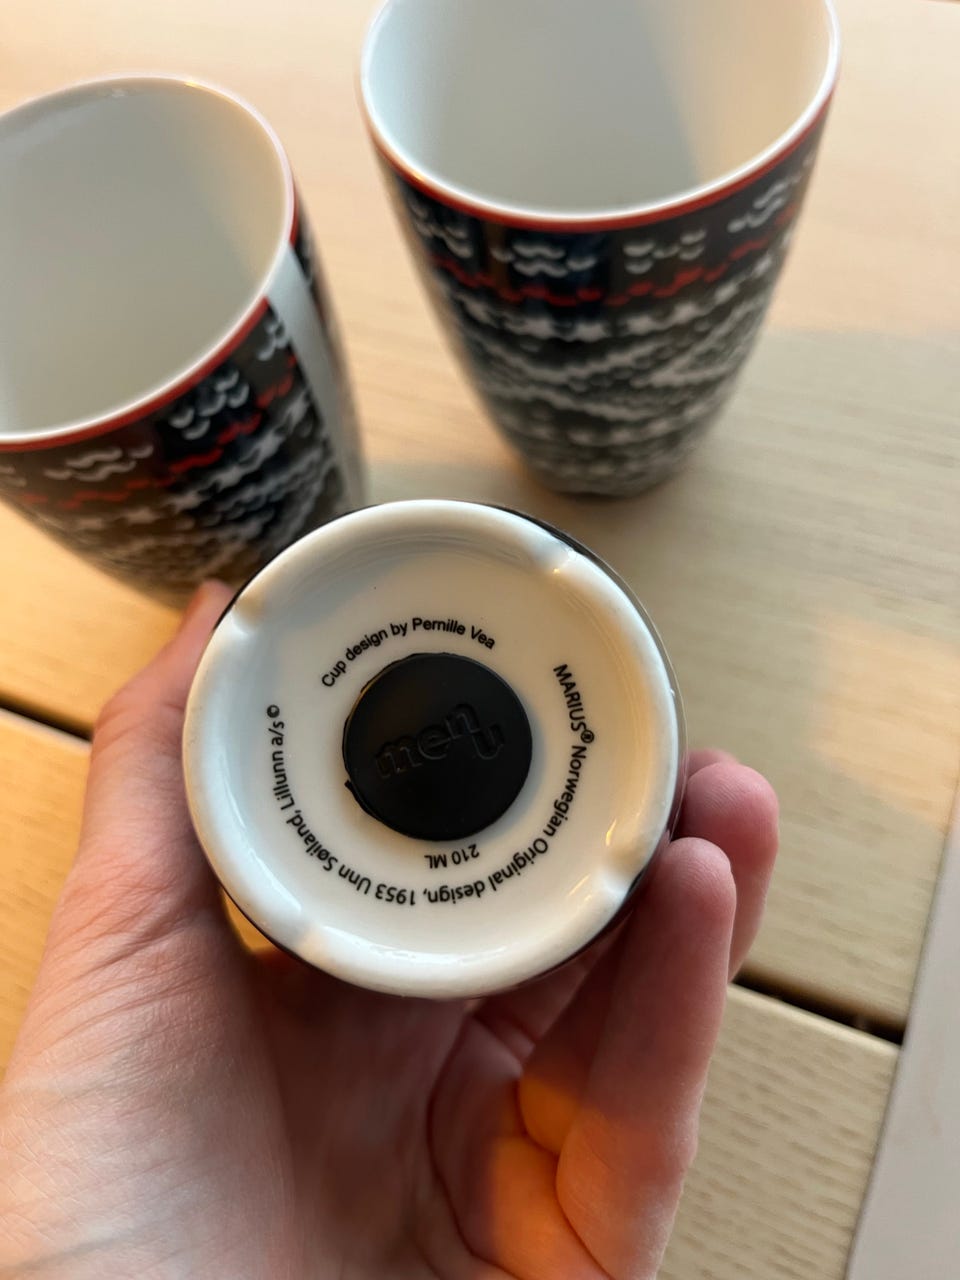 Cup design by Pernille Vea
menu
MARIUS® Norwegian Original design, 1953 Unn Søiland, Lillunn a/s ©
210 ML